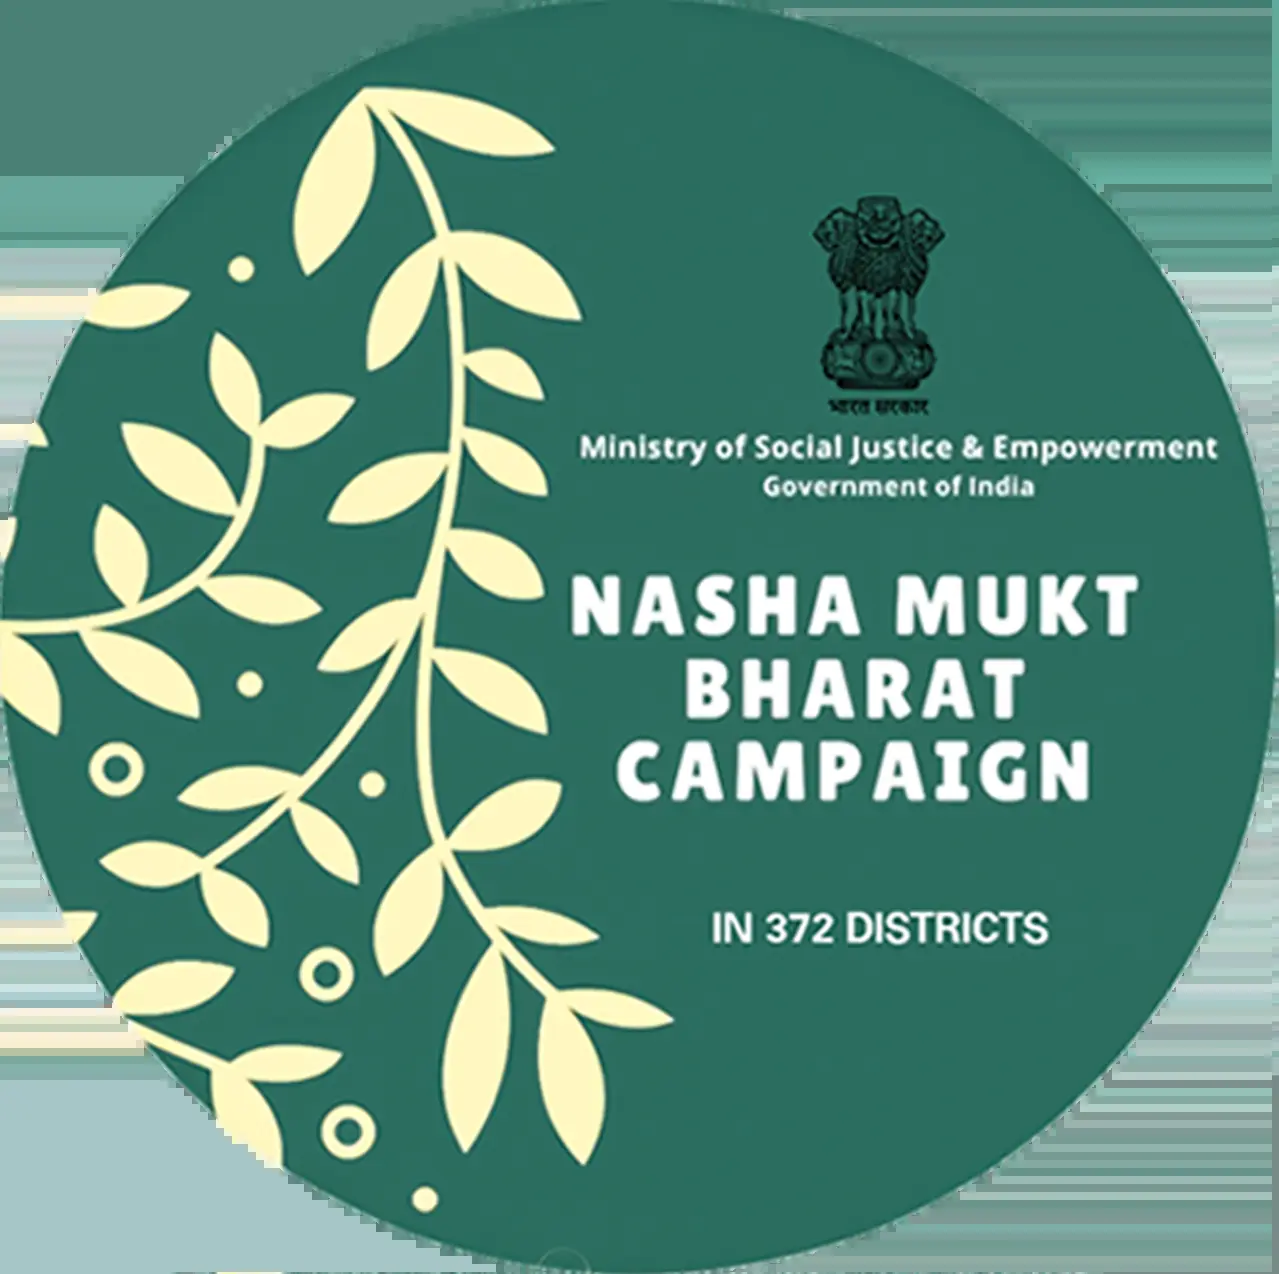 भारत सरकार
Ministry of Social Justice & Empowerment
Government of India
NASHA MUKT
BHARAT
CAMPAIGN
IN 372 DISTRICTS